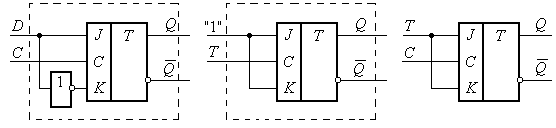 D J T Q
C C Q̅
1 K
"1" J T Q
T C Q̅
K
T J T Q
C C Q̅
K